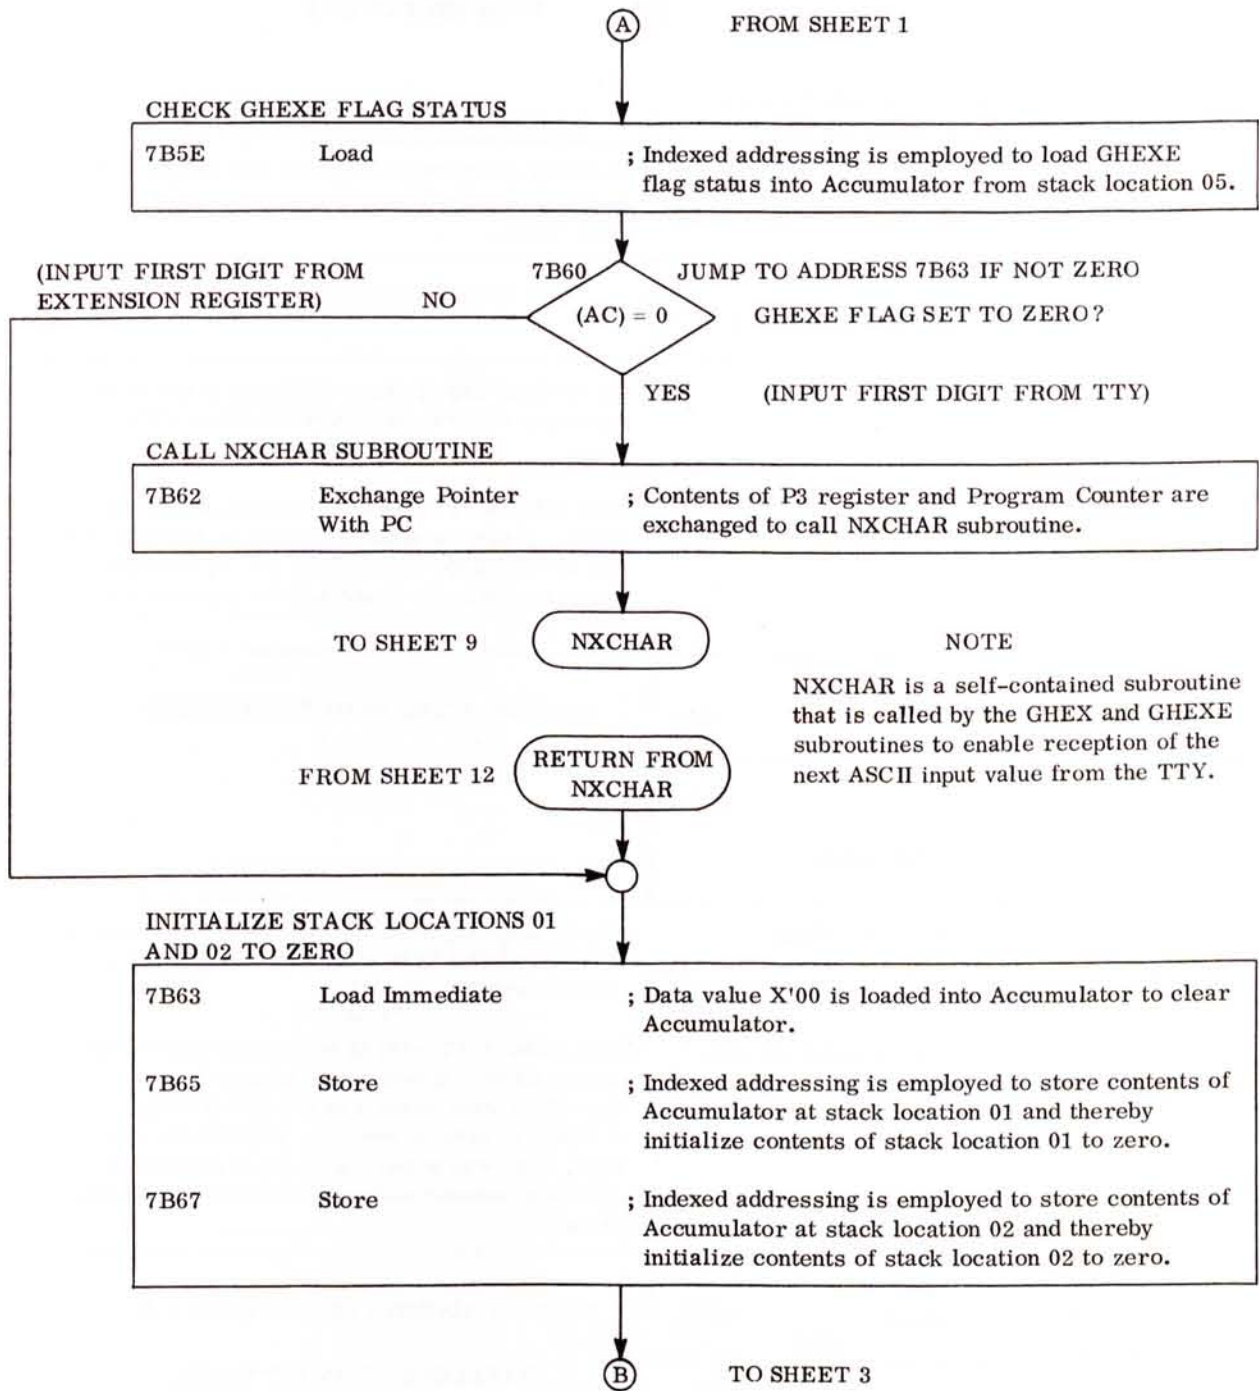 A FROM SHEET 1
CHECK GHEXE FLAG STATUS
7B5E Load ; Indexed addressing is employed to load GHEXE
flag status into Accumulator from stack location 05.
(INPUT FIRST DIGIT FROM
EXTENSION REGISTER) NO
7B60 JUMP TO ADDRESS 7B63 IF NOT ZERO
(AC) = 0 GHEXE FLAG SET TO ZERO?
YES (INPUT FIRST DIGIT FROM TTY)
CALL NXCHAR SUBROUTINE
7B62 Exchange Pointer ; Contents of P3 register and Program Counter are
With PC exchanged to call NXCHAR subroutine.
TO SHEET 9 NXCHAR
NOTE
NXCHAR is a self-contained subroutine
that is called by the GHEX and GHEXE
subroutines to enable reception of the
next ASCII input value from the TTY.
FROM SHEET 12
RETURN FROM
NXCHAR
INITIALIZE STACK LOCATIONS 01
AND 02 TO ZERO
7B63 Load Immediate ; Data value X'00 is loaded into Accumulator to clear
Accumulator.
7B65 Store ; Indexed addressing is employed to store contents of
Accumulator at stack location 01 and thereby
initialize contents of stack location 01 to zero.
7B67 Store ; Indexed addressing is employed to store contents of
Accumulator at stack location 02 and thereby
initialize contents of stack location 02 to zero.
B TO SHEET 3